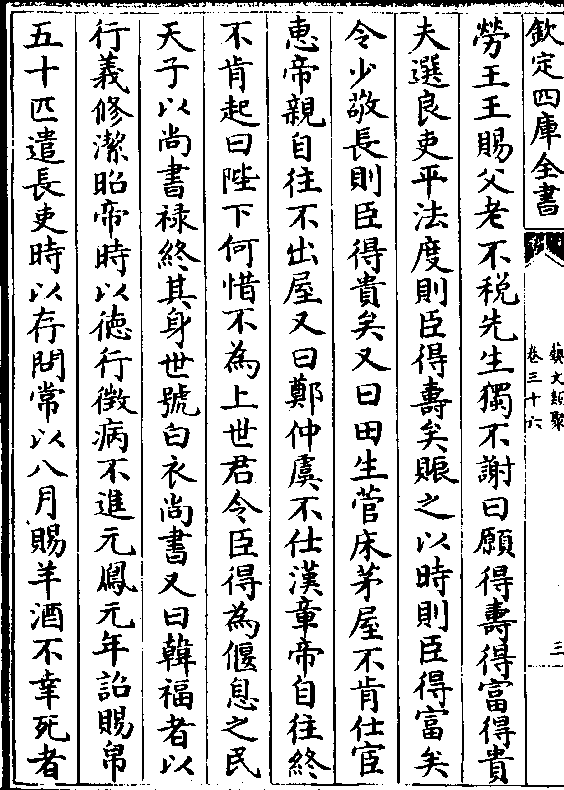 欽定四庫全書
藝文類聚
卷三十六
三
勞王王賜父老不稅先生獨不謝曰願得壽得富得貴
夫選良吏平法度則臣得壽矣賑之以時則臣得富矣
令少敬長則臣得貴矣又曰田生菅床茅屋不肯仕宦
惠帝親自往不出屋又曰鄭仲虞不仕漢章帝自往終
不肯起曰陛下何惜不為上世君令臣得為偃息之民
天子以尚書禄終其身世號白衣尚書又曰韓福者以
行義修潔昭帝時以徳行徴病不進元鳳元年詔賜帛
五十匹遣長吏時以存問常以八月賜羊酒不幸死者